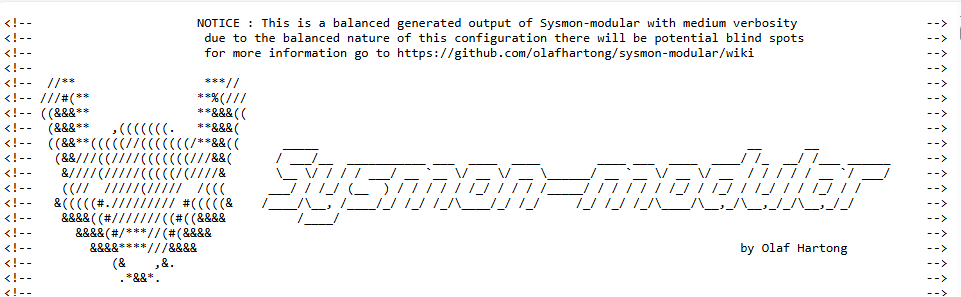 <!-- NOTICE : This is a balanced generated output of Sysmon-modular with medium verbosity -->
<!-- due to the balanced nature of this configuration there will be potential blind spots -->
<!-- for more information go to https://github.com/olafhartong/sysmon-modular/wiki -->
<!-- -->
<!-- //** ***// -->
<!-- ///#(** **%(/// -->
<!-- ((&&&** **&&&(( -->
<!-- (&&&** ,(((((((. **&&&( -->
<!-- ((&&**(((((//(((((((/**&&(( -->
<!-- (&&///((////(((((((///&&( -->
<!-- &////(/////(((((/(////& -->
<!-- ((// /////(///// /((( -->
<!-- &(((((#.///////// #(((((& -->
<!-- &&&&((#///////((#((&&&& -->
<!-- &&&&(#/***//(#(&&&& -->
<!-- &&&&****///&&&& by Olaf Hartong -->
<!-- (& ,&. -->
<!-- .*&&*. -->
<!-- -->
Sysmon-modular